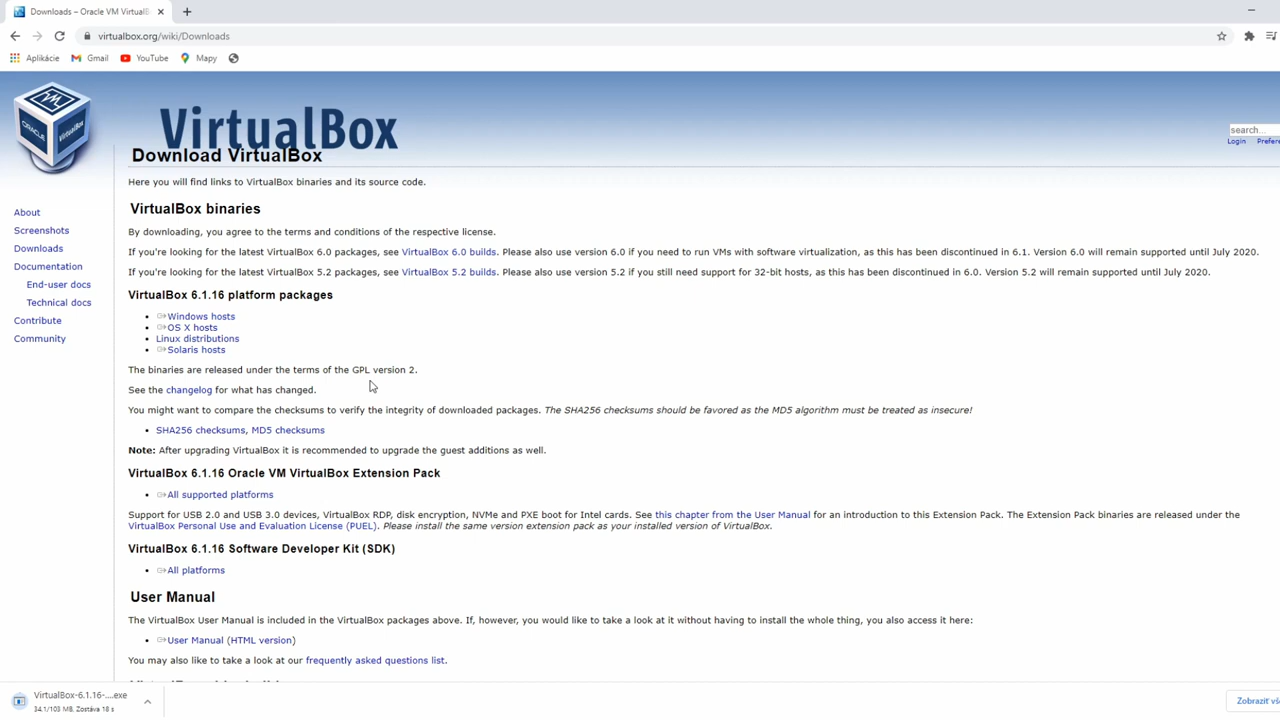 Downloads – Oracle VM VirtualB
virtualbox.org/wiki/Downloads
Aplikácie Gmail YouTube Mapy
ORACLE VM VirtualBox
VirtualBox
search...
Login Prefere
Download VirtualBox
Here you will find links to VirtualBox binaries and its source code.
About
Screenshots
Downloads
Documentation
End-user docs
Technical docs
Contribute
Community
VirtualBox binaries
By downloading, you agree to the terms and conditions of the respective license.
If you're looking for the latest VirtualBox 6.0 packages, see VirtualBox 6.0 builds. Please also use version 6.0 if you need to run VMs with software virtualization, as this has been discontinued in 6.1. Version 6.0 will remain supported until July 2020.
If you're looking for the latest VirtualBox 5.2 packages, see VirtualBox 5.2 builds. Please also use version 5.2 if you still need support for 32-bit hosts, as this has been discontinued in 6.0. Version 5.2 will remain supported until July 2020.
VirtualBox 6.1.16 platform packages
Windows hosts
OS X hosts
Linux distributions
Solaris hosts
The binaries are released under the terms of the GPL version 2.
See the changelog for what has changed.
You might want to compare the checksums to verify the integrity of downloaded packages. The SHA256 checksums should be favored as the MD5 algorithm must be treated as insecure!
SHA256 checksums, MD5 checksums
Note: After upgrading VirtualBox it is recommended to upgrade the guest additions as well.
VirtualBox 6.1.16 Oracle VM VirtualBox Extension Pack
All supported platforms
Support for USB 2.0 and USB 3.0 devices, VirtualBox RDP, disk encryption, NVMe and PXE boot for Intel cards. See this chapter from the User Manual for an introduction to this Extension Pack. The Extension Pack binaries are released under the
VirtualBox Personal Use and Evaluation License (PUEL). Please install the same version extension pack as your installed version of VirtualBox.
VirtualBox 6.1.16 Software Developer Kit (SDK)
All platforms
User Manual
The VirtualBox User Manual is included in the VirtualBox packages above. If, however, you would like to take a look at it without having to install the whole thing, you also access it here:
User Manual (HTML version)
You may also like to take a look at our frequently asked questions list.
VirtualBox-6.1.16-....exe
34.1/103 MB, Zostáva 18 s
Zobraziť vš